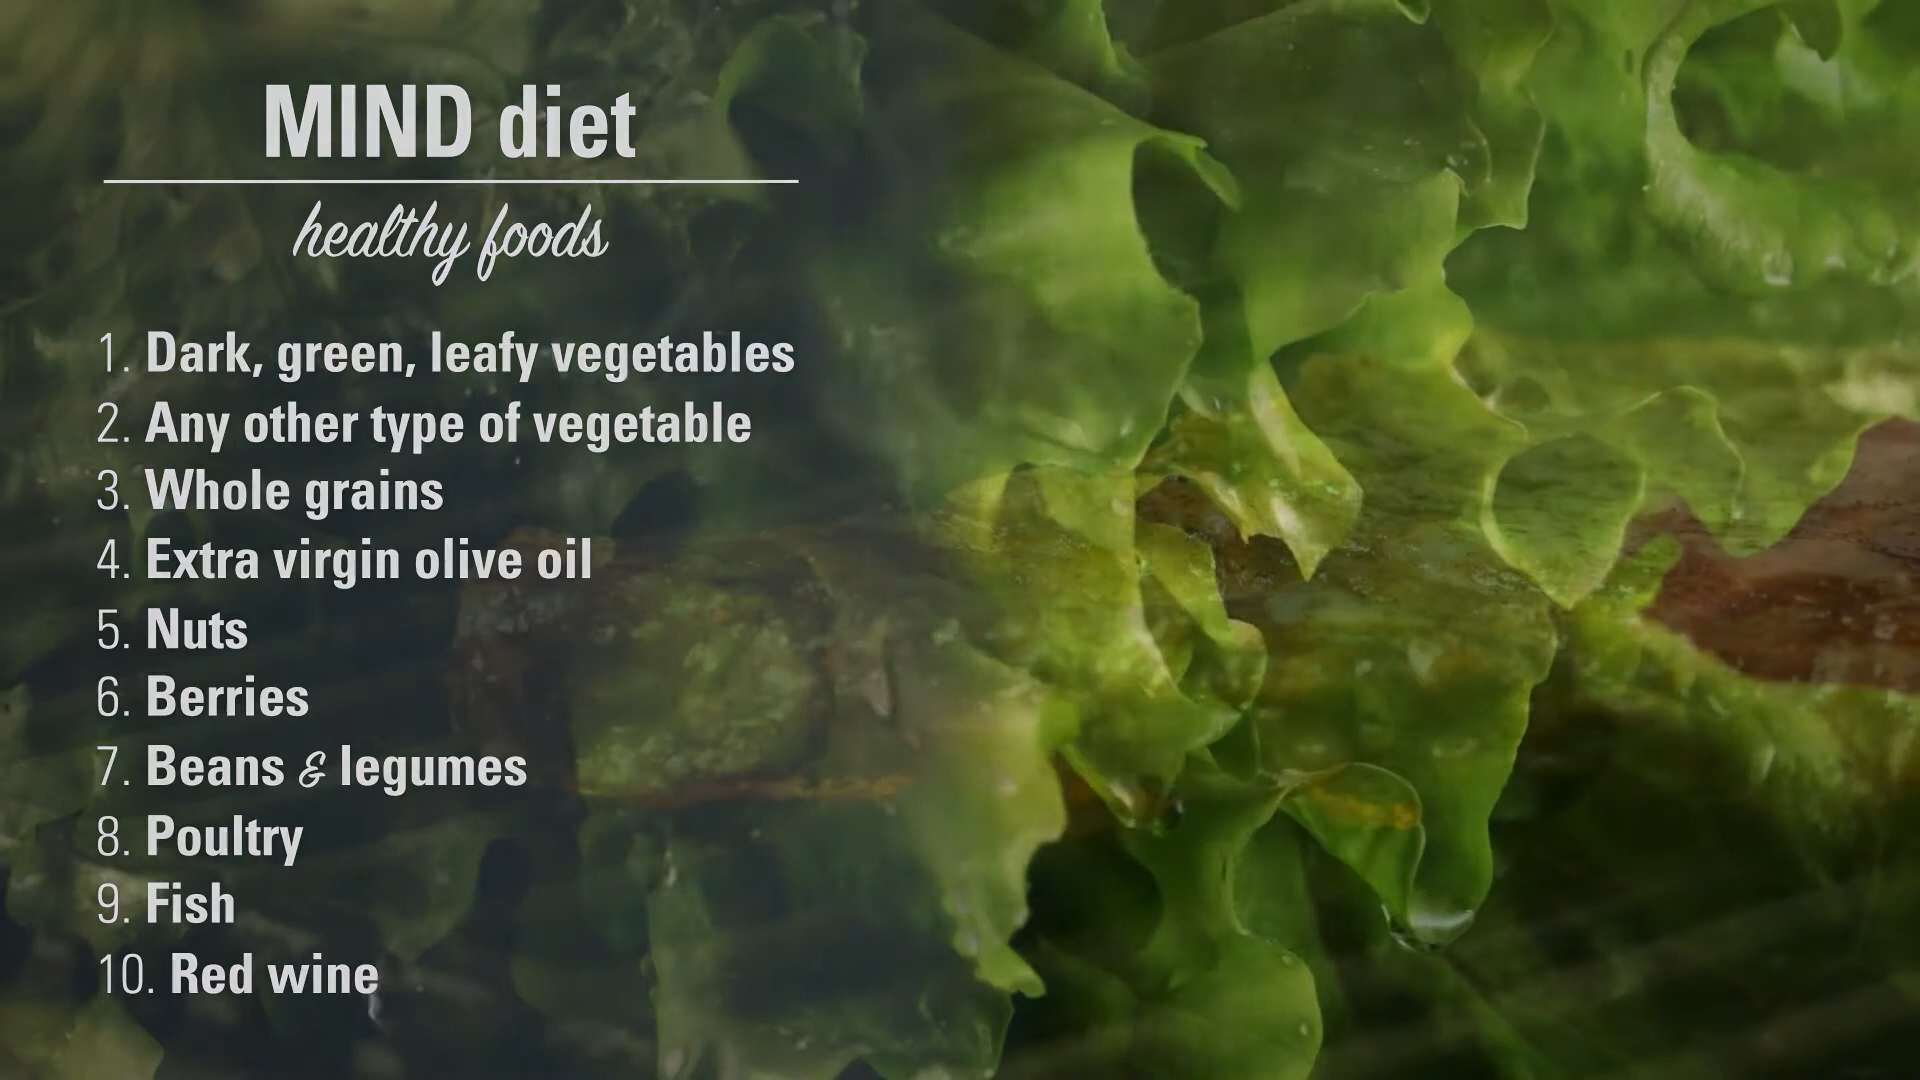 MIND diet
healthy foods
1. Dark, green, leafy vegetables
2. Any other type of vegetable
3. Whole grains
4. Extra virgin olive oil
5. Nuts
6. Berries
7. Beans & legumes
8. Poultry
9. Fish
10. Red wine